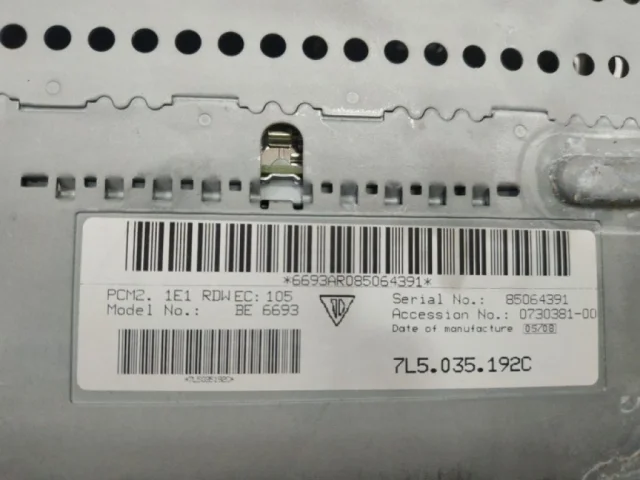 *6693AR085064391*
PCM2. 1E1 RDW EC: 105
Model No.: BE 6693
Serial No.: 85064391
Accession No.: 0730381-00
Date of manufacture 05/08
7L5.035.192C